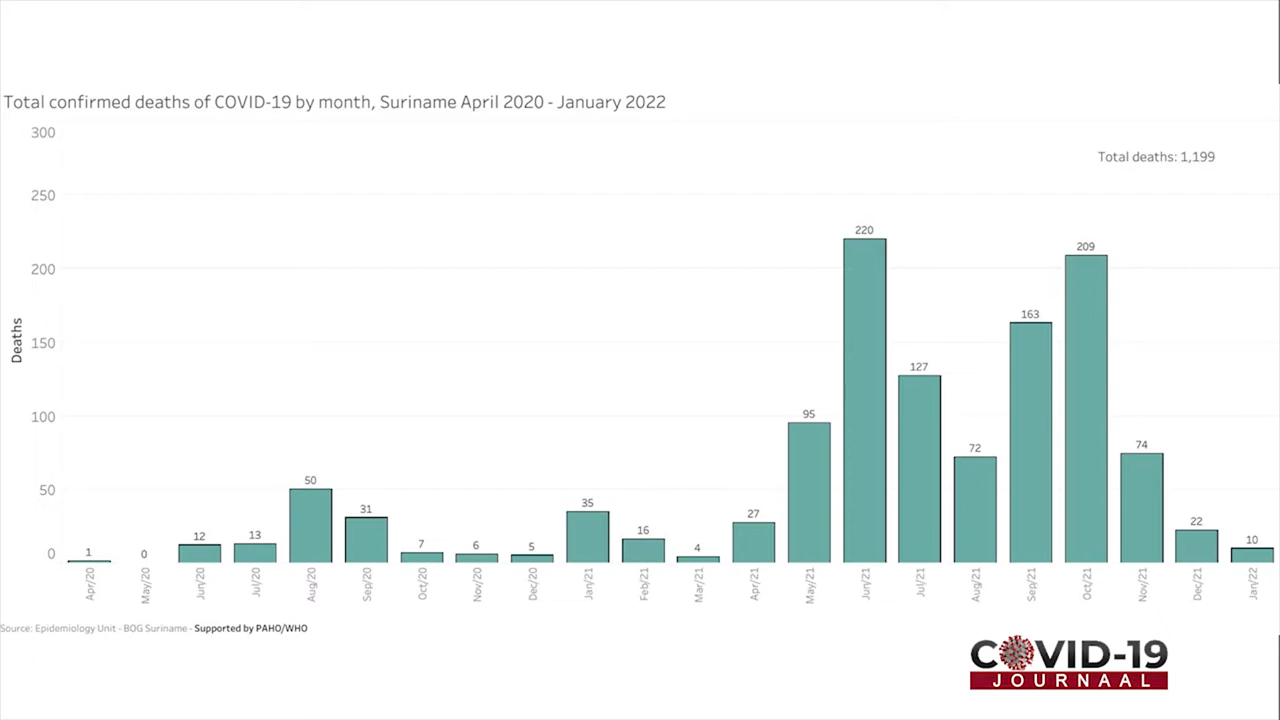 Total confirmed deaths of COVID-19 by month, Suriname April 2020 - January 2022
300
Total deaths: 1,199
250
200
150
100
50
0
Deaths
1
0
12
13
50
31
7
6
5
35
16
4
27
95
220
127
72
163
209
74
22
10
Apr/20
May/20
Jun/20
Jul/20
Aug/20
Sep/20
Oct/20
Nov/20
Dec/20
Jan/21
Feb/21
Mar/21
Apr/21
May/21
Jun/21
Jul/21
Aug/21
Sep/21
Oct/21
Nov/21
Dec/21
Jan/22
Source: Epidemiology Unit - BOG Suriname - Supported by PAHO/WHO
COVID-19
JOURNAAL